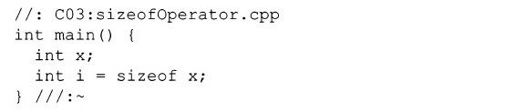 //: C03:sizeofOperator.cpp
int main() {
  int x;
  int i = sizeof x;
} ///:~